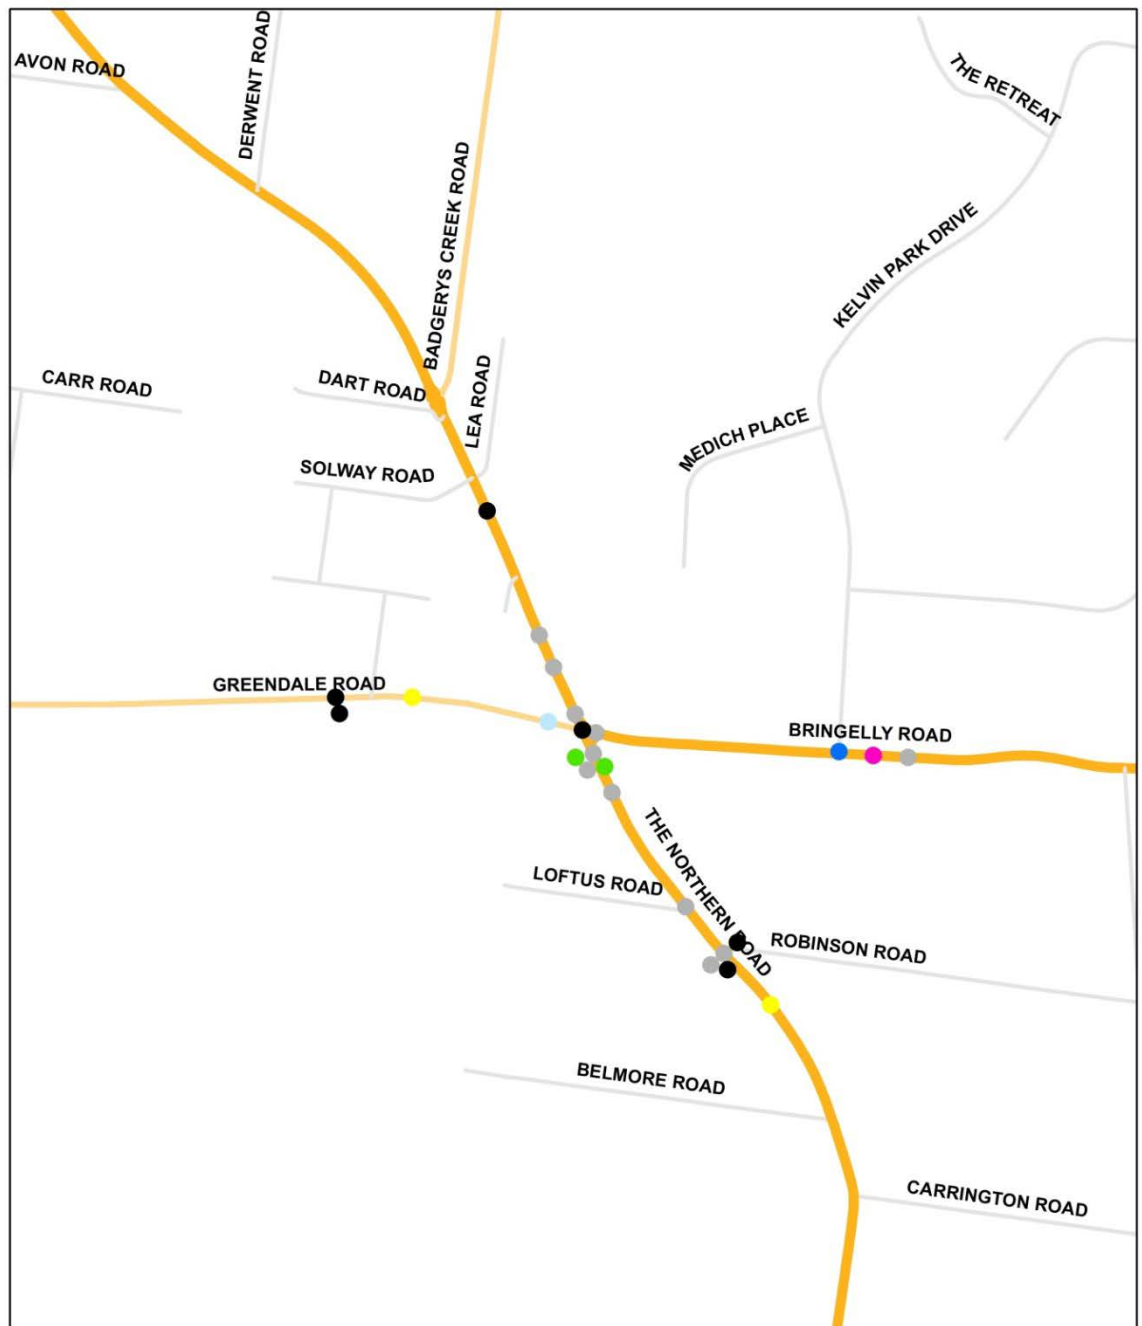 AVON ROAD
DERWENT ROAD
THE RETREAT
BADGERYS CREEK ROAD
KELVIN PARK DRIVE
CARR ROAD
DART ROAD
LEA ROAD
MEDICH PLACE
SOLWAY ROAD
GREENDALE ROAD
BRINGELLY ROAD
THE NORTHERN ROAD
LOFTUS ROAD
ROBINSON ROAD
BELMORE ROAD
CARRINGTON ROAD